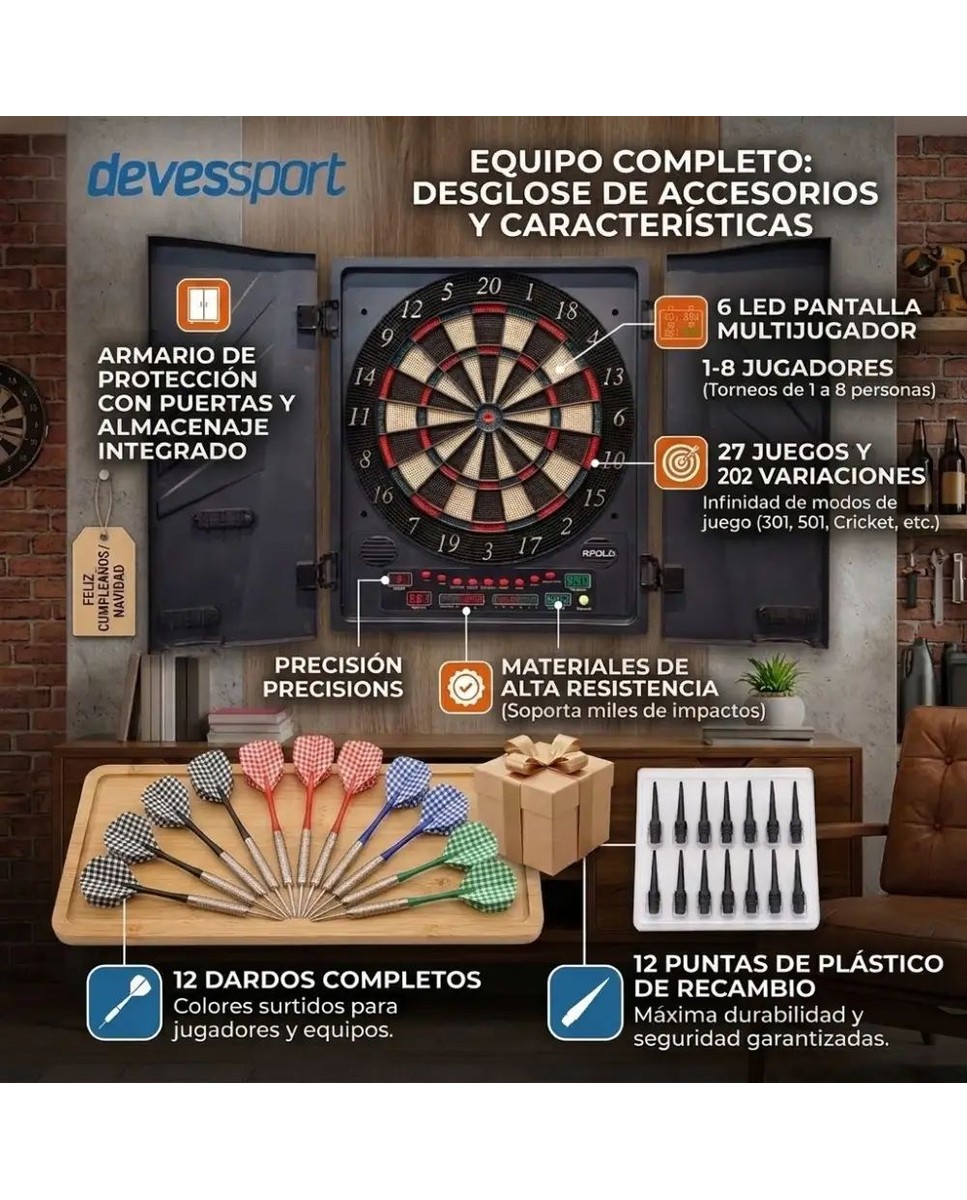 devessport
EQUIPO COMPLETO:
DESGLOSE DE ACCESORIOS
Y CARACTERÍSTICAS
ARMARIO DE
PROTECCIÓN
CON PUERTAS Y
ALMACENAJE
INTEGRADO
6 LED PANTALLA
MULTIJUGADOR
1-8 JUGADORES
(Torneos de 1 a 8 personas)
27 JUEGOS Y
202 VARIACIONES
Infinidad de modos de
juego (301, 501, Cricket, etc.)
20
5
1
12
18
9
4
14
13
11
6
8
10
16
15
7
2
19
17
3
FELIZ
CUMPLEAÑOS/
NAVIDAD
PRECISIÓN
PRECISIONS
MATERIALES DE
ALTA RESISTENCIA
(Soporta miles de impactos)
12 DARDOS COMPLETOS
Colores surtidos para
jugadores y equipos.
12 PUNTAS DE PLÁSTICO
DE RECAMBIO
Máxima durabilidad y
seguridad garantizadas.